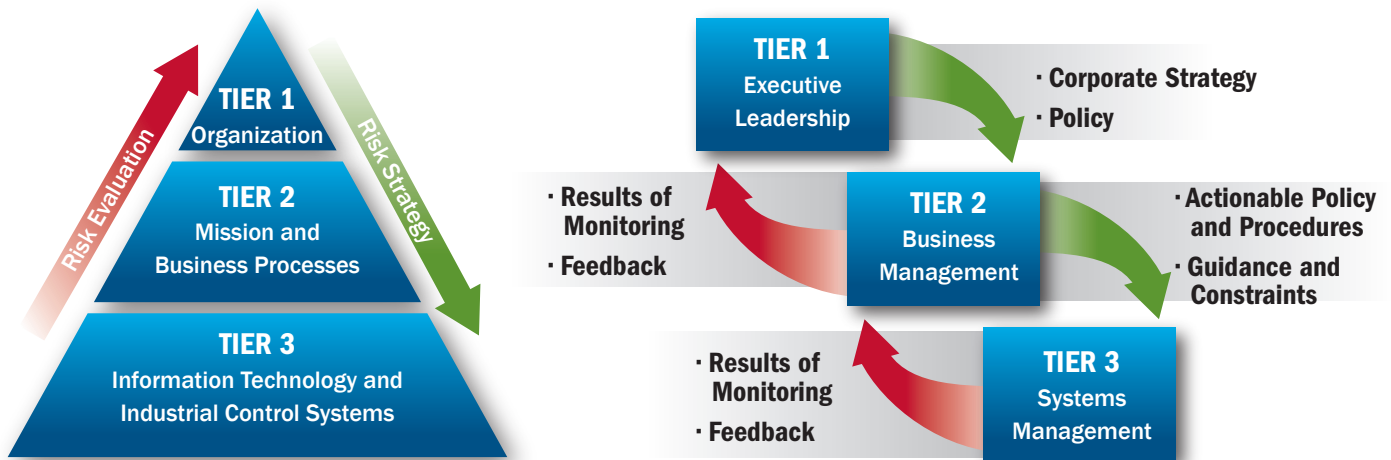 TIER 1
Organization
TIER 2
Mission and
Business Processes
TIER 3
Information Technology and
Industrial Control Systems
Risk Evaluation
Risk Strategy
TIER 1
Executive
Leadership
· Corporate Strategy
· Policy
· Results of
Monitoring
· Feedback
TIER 2
Business
Management
· Actionable Policy
and Procedures
· Guidance and
Constraints
· Results of
Monitoring
· Feedback
TIER 3
Systems
Management